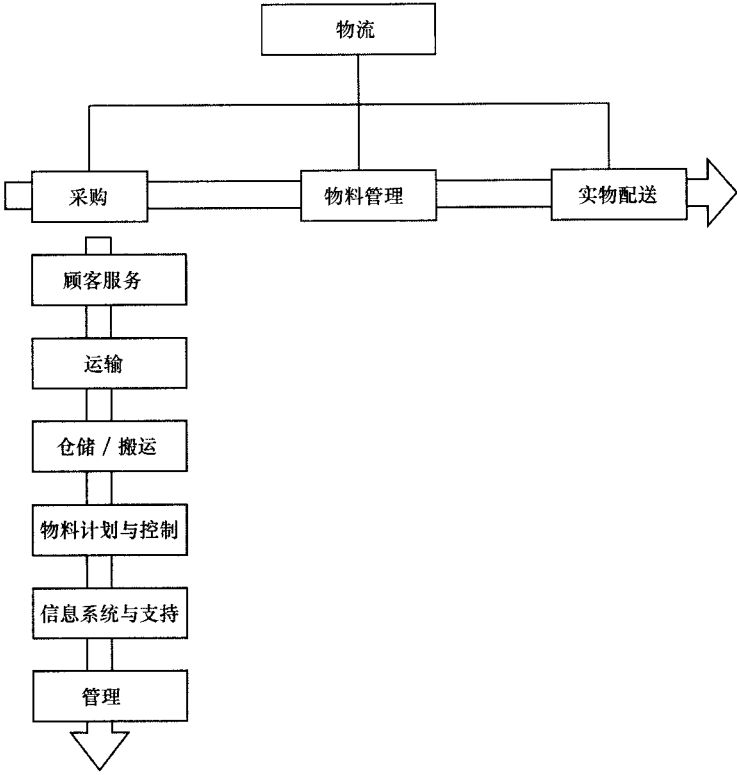 物流
采购
物料管理
实物配送
顾客服务
运输
仓储 / 搬运
物料计划与控制
信息系统与支持
管理